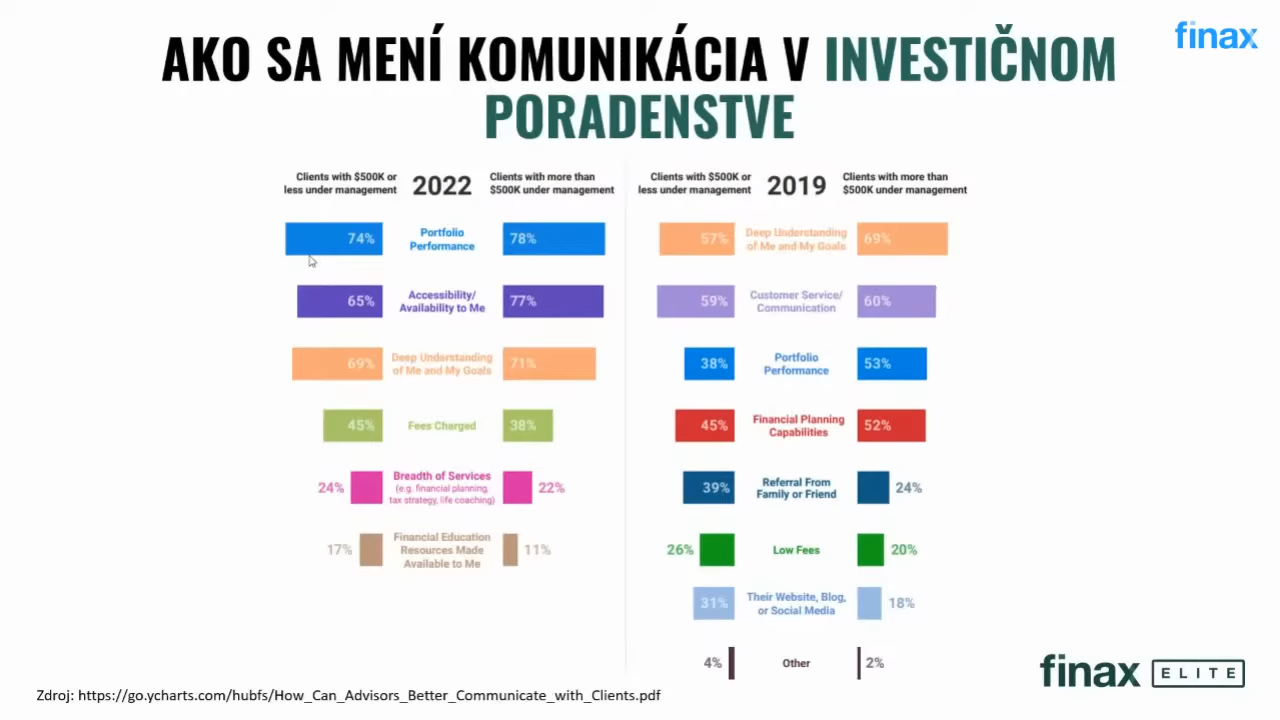 finax
AKO SA MENÍ KOMUNIKÁCIA V INVESTIČNOM
PORADENSTVE
Clients with $500K or
less under management
2022
Clients with more than
$500K under management
74%
Portfolio
Performance
78%
65%
Accessibility/
Availability to Me
77%
69%
Deep Understanding
of Me and My Goals
71%
45%
Fees Charged
38%
24%
Breadth of Services
(e.g. financial planning,
tax strategy, life coaching)
22%
17%
Financial Education
Resources Made
Available to Me
11%
Clients with $500K or
less under management
2019
Clients with more than
$500K under management
57%
Deep Understanding
of Me and My Goals
69%
59%
Customer Service/
Communication
60%
38%
Portfolio
Performance
53%
45%
Financial Planning
Capabilities
52%
39%
Referral From
Family or Friend
24%
26%
Low Fees
20%
31%
Their Website, Blog,
or Social Media
18%
4%
Other
2%
finax ELITE
Zdroj: https://go.ycharts.com/hubfs/How_Can_Advisors_Better_Communicate_with_Clients.pdf